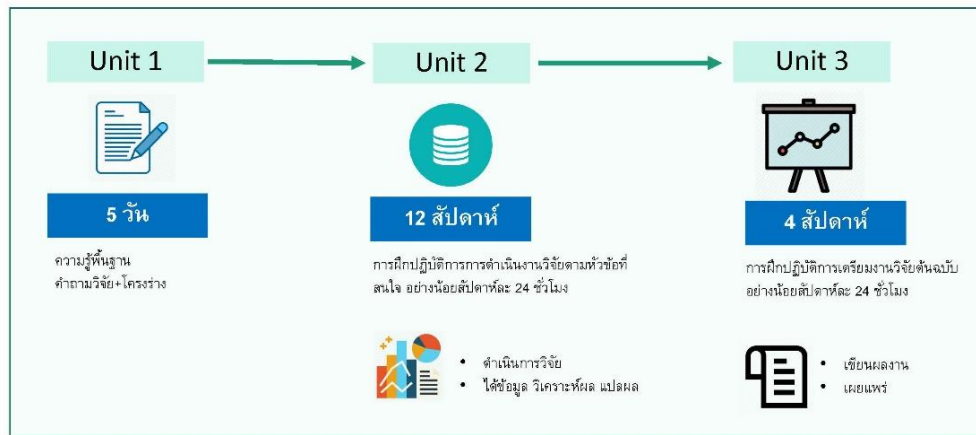 Unit 1
Unit 2
Unit 3
5 วัน
12 สัปดาห์
4 สัปดาห์
ความรู้พื้นฐาน
คำถามวิจัย+โครงร่าง
การฝึกปฏิบัติการการดำเนินงานวิจัยตามหัวข้อที่
สนใจ อย่างน้อยสัปดาห์ละ 24 ชั่วโมง
การฝึกปฏิบัติการเตรียมงานวิจัยต้นฉบับ
อย่างน้อยสัปดาห์ละ 24 ชั่วโมง
• ดำเนินการวิจัย
• ได้ข้อมูล วิเคราะห์ผล แปลผล
• เขียนผลงาน
• เผยแพร่